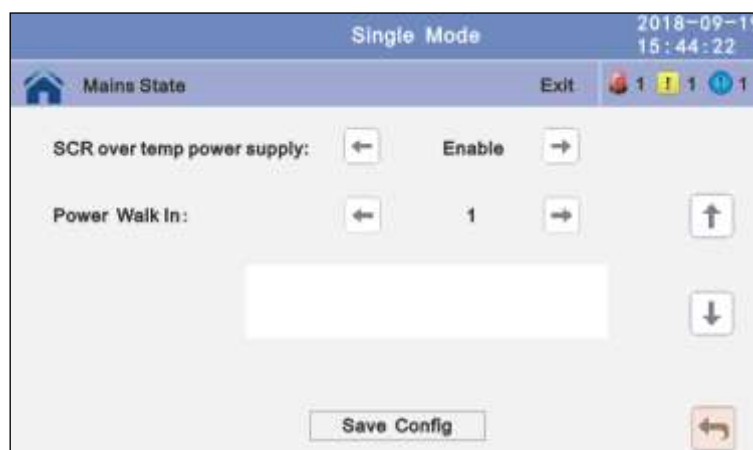 Single Mode
2018-09-19
15:44:22
Mains State
Exit
1
1
1
SCR over temp power supply:
Enable
Power Walk In:
1
Save Config